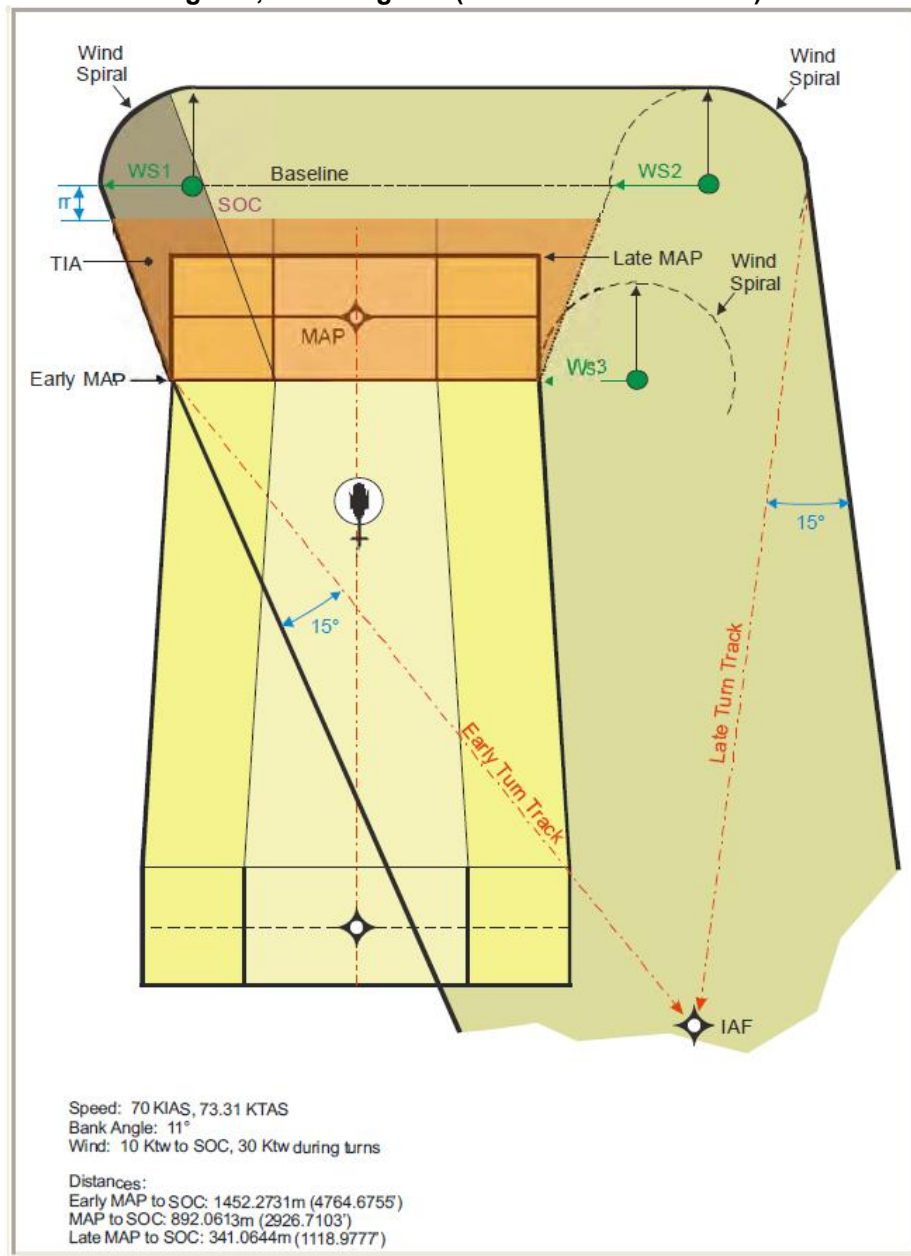 Wind
Spiral
Wind
Spiral
WS1
Baseline
WS2
rr
SOC
TIA
Late MAP
Wind
Spiral
MAP
Early MAP
Ws3
15°
15°
Late Turn Track
Early Turn Track
IAF
Speed: 70 KIAS, 73.31 KTAS
Bank Angle: 11°
Wind: 10 Ktw to SOC, 30 Ktw during turns
Distances:
Early MAP to SOC: 1452.2731m (4764.6755')
MAP to SOC: 892.0613m (2926.7103')
Late MAP to SOC: 341.0644m (1118.9777')